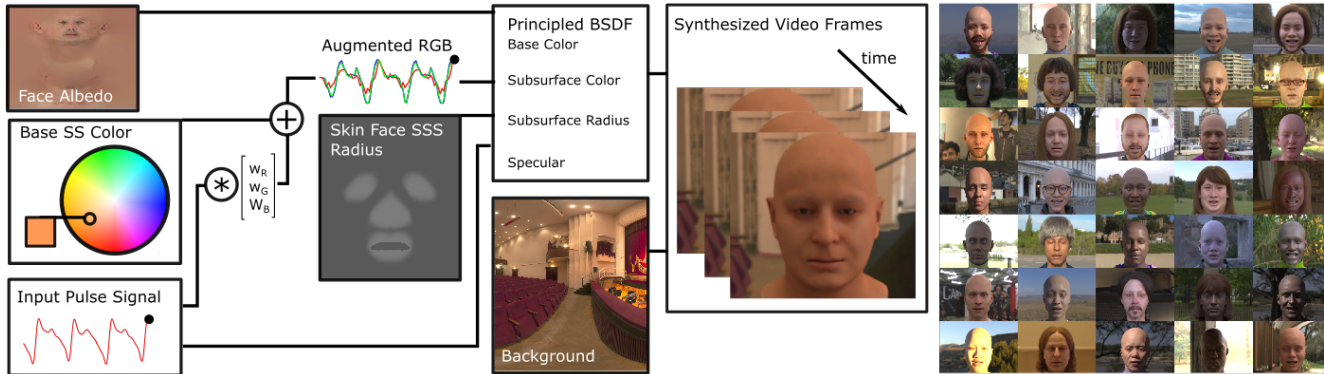 Face Albedo
Base SS Color
Input Pulse Signal
Augmented RGB
+
*
w_R
w_G
W_B
Skin Face SSS
Radius
Principled BSDF
Base Color
Subsurface Color
Subsurface Radius
Specular
Background
Synthesized Video Frames
time